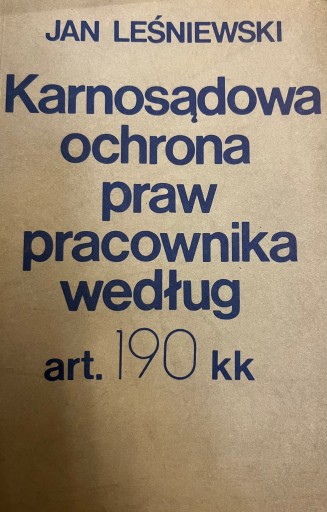 JAN LEŚNIEWSKI
Karnosądowa
ochrona
praw
pracownika
według
art. 190 kk